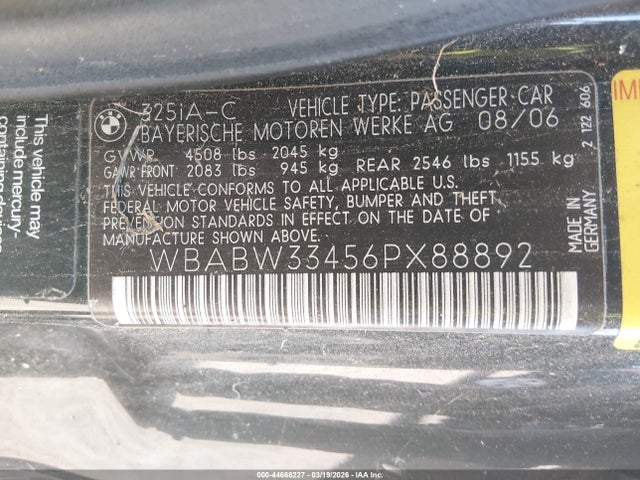 This vehicle may
include mercury-
containing devices
325iA-C VEHICLE TYPE: PASSENGER CAR
BAYERISCHE MOTOREN WERKE AG 08/06
GVWR 4508 lbs 2045 kg
GAWR FRONT 2083 lbs 945 kg REAR 2546 lbs 1155 kg
THIS VEHICLE CONFORMS TO ALL APPLICABLE U.S.
FEDERAL MOTOR VEHICLE SAFETY, BUMPER AND THEFT
PREVENTION STANDARDS IN EFFECT ON THE DATE OF
MANUFACTURE SHOWN ABOVE.
WBABW33456PX88892
MADE IN
GERMANY 2 122 606
000-44668227 - 03/19/2026 - IAA Inc.